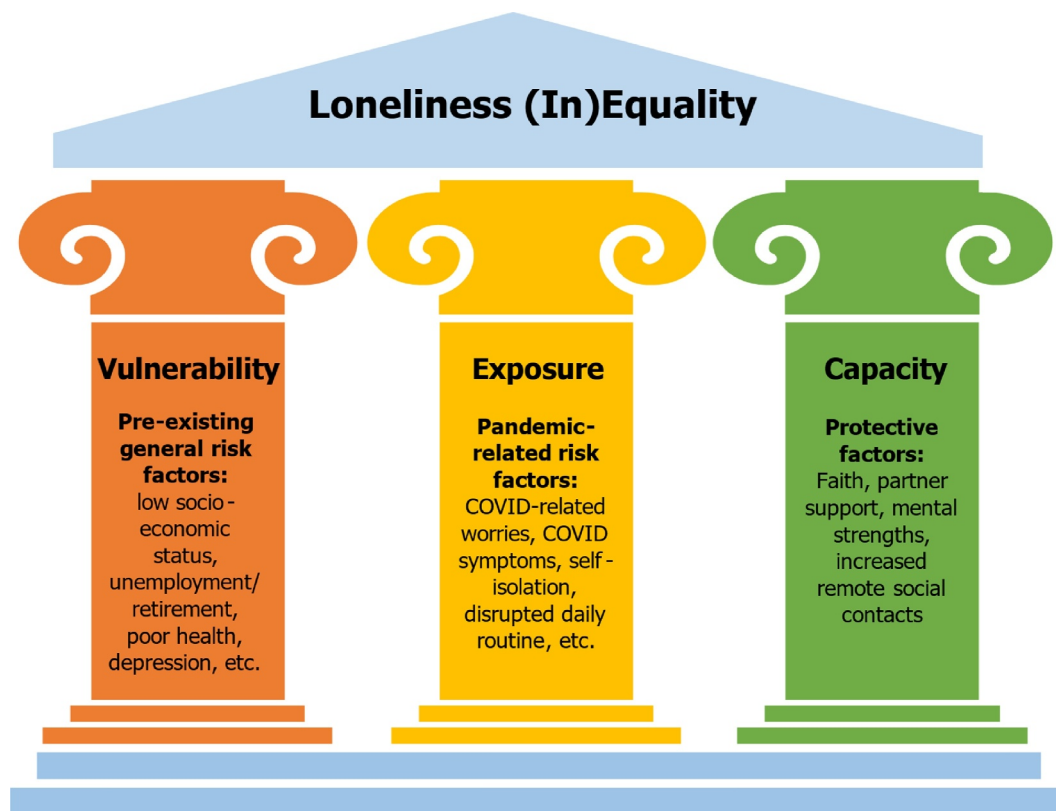 Loneliness (In)Equality
Vulnerability
Pre-existing
general risk
factors:
low socio-
economic
status,
unemployment/
retirement,
poor health,
depression, etc.
Exposure
Pandemic-
related risk
factors:
COVID-related
worries, COVID
symptoms, self-
isolation,
disrupted daily
routine, etc.
Capacity
Protective
factors:
Faith, partner
support, mental
strengths,
increased
remote social
contacts